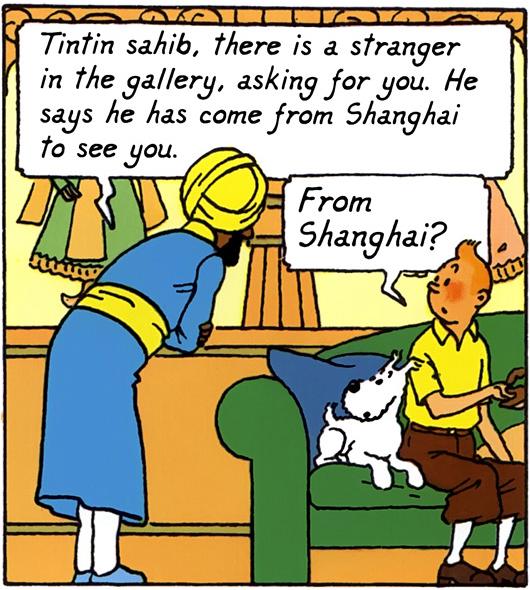 Tintin sahib, there is a stranger
in the gallery, asking for you. He
says he has come from Shanghai
to see you.
From
Shanghai?